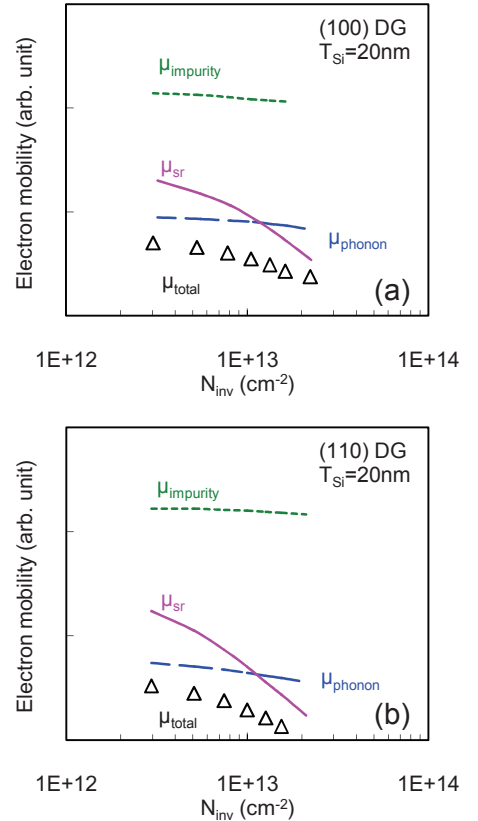 (100) DG
T_Si=20nm
μ_impurity
μ_sr
μ_phonon
μ_total
(a)
Electron mobility (arb. unit)
1E+12 1E+13 1E+14
N_inv (cm^-2)
(110) DG
T_Si=20nm
μ_impurity
μ_sr
μ_phonon
μ_total
(b)
Electron mobility (arb. unit)
1E+12 1E+13 1E+14
N_inv (cm^-2)